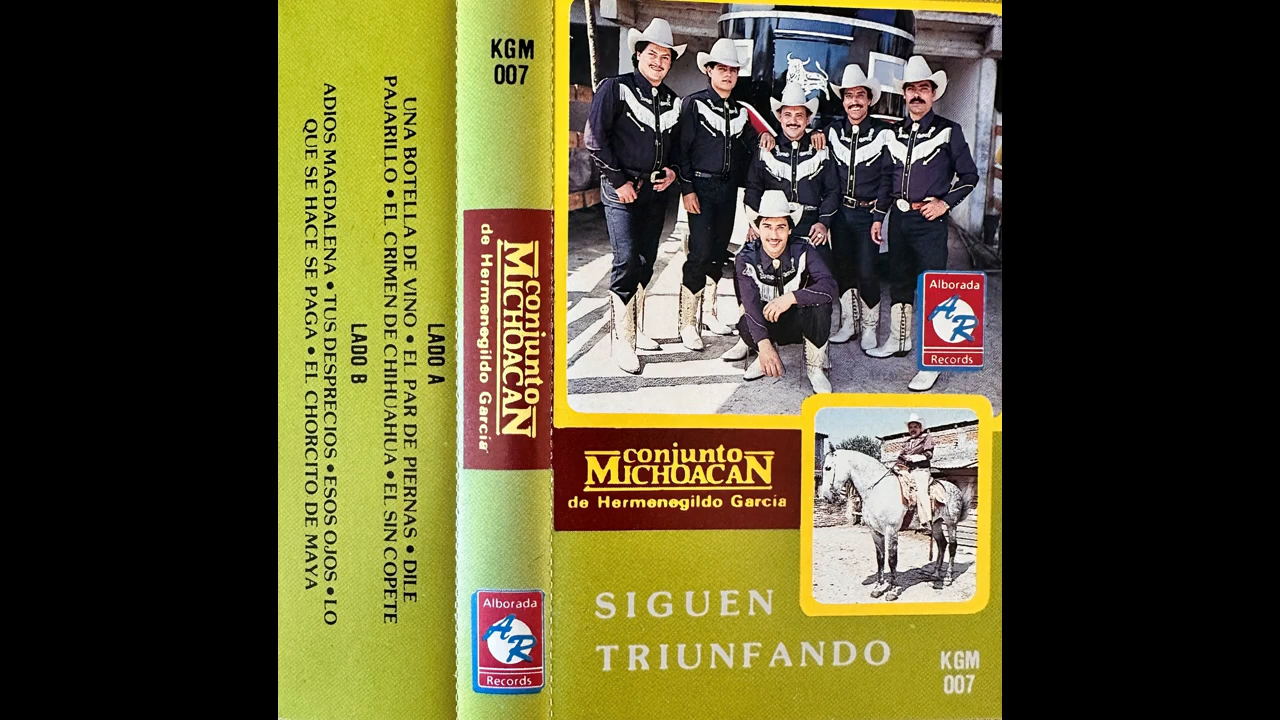 LADO A
UNA BOTELLA DE VINO • EL PAR DE PIERNAS • DILE
PAJARILLO • EL CRIMEN DE CHIHUAHUA • EL SIN COPETE
LADO B
ADIOS MAGDALENA • TUS DESPRECIOS • ESOS OJOS • LO
QUE SE HACE SE PAGA • EL CHORCITO DE MAYA
KGM
007
conjunto
MICHOACAN
de Hermenegildo García
Alborada
AR
Records
Alborada
AR
Records
conjunto
MICHOACAN
de Hermenegildo García
SIGUEN
TRIUNFANDO
KGM
007